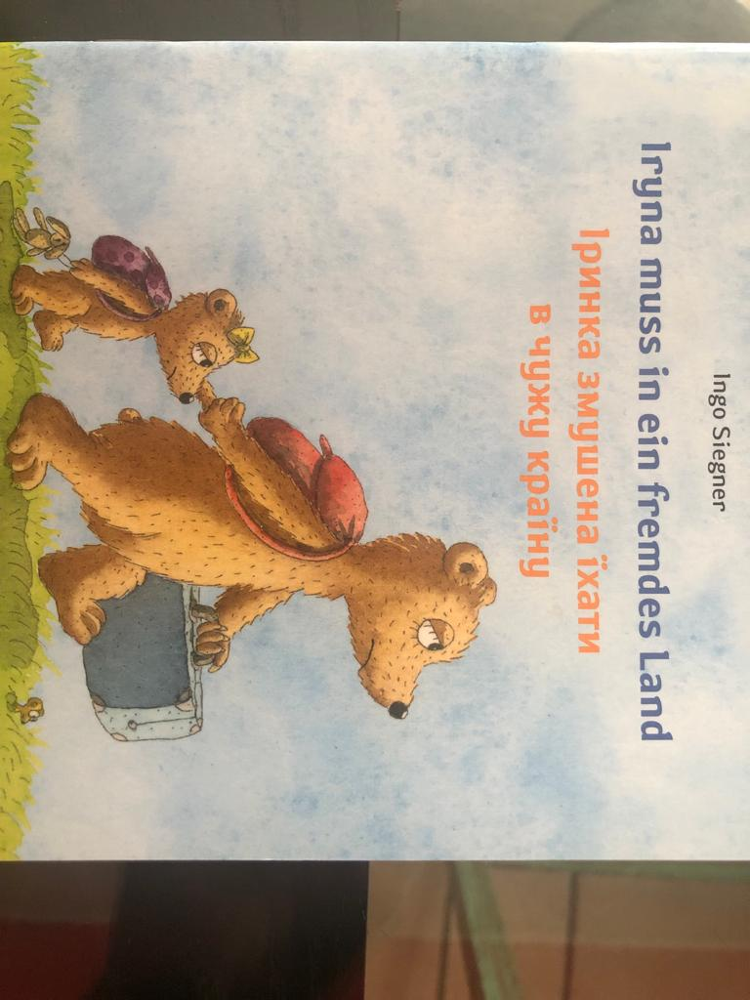 Ingo Siegner
Iryna muss in ein fremdes Land
Іринка змушена їхати
в чужу країну